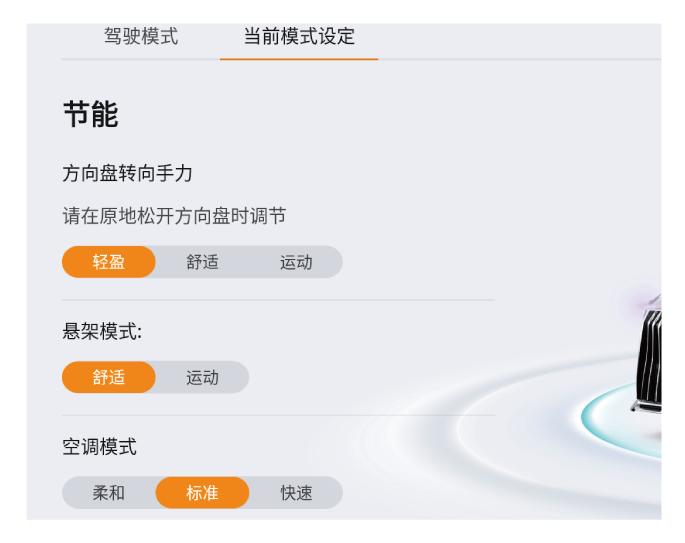 驾驶模式 当前模式设定
节能
方向盘转向手力
请在原地松开方向盘时调节
轻盈 舒适 运动
悬架模式:
舒适 运动
空调模式
柔和 标准 快速